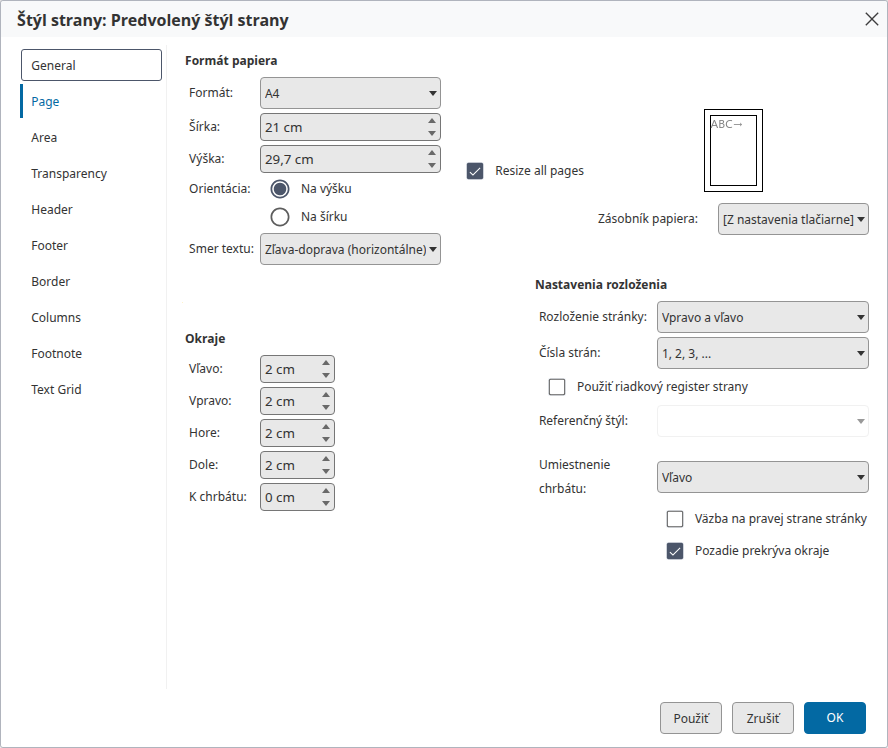 Štýl strany: Predvolený štýl strany
General
Page
Area
Transparency
Header
Footer
Border
Columns
Footnote
Text Grid
Formát papiera
Formát: A4
Šírka: 21 cm
Výška: 29,7 cm
Orientácia: Na výšku
Na šírku
Smer textu: Zľava-doprava (horizontálne)
Resize all pages
ABC→
Zásobník papiera: [Z nastavenia tlačiarne]
Okraje
Vľavo: 2 cm
Vpravo: 2 cm
Hore: 2 cm
Dole: 2 cm
K chrbátu: 0 cm
Nastavenia rozloženia
Rozloženie stránky: Vpravo a vľavo
Čísla strán: 1, 2, 3, ...
Použiť riadkový register strany
Referenčný štýl:
Umiestnenie
chrbátu: Vľavo
Väzba na pravej strane stránky
Pozadie prekrýva okraje
Použiť Zrušiť OK